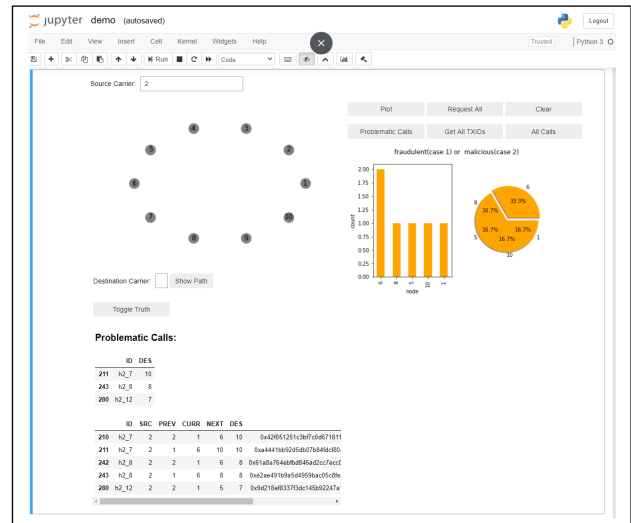 jupyter demo (autosaved)
Logout
File Edit View Insert Cell Kernel Widgets Help
Trusted Python 3
Run Code
Source Carrier: 2
Plot Request All Clear
Problematic Calls Get All TXIDs All Calls
4 3
5 2
6 1
7 10
8 9
fraudulent(case 1) or malicious(case 2)
2.00
1.75
1.50
1.25
1.00
0.75
0.50
0.25
0.00
count
6 8 5 10 1
node
6
33.3%
8
16.7%
5
16.7%
16.7%
10
16.7%
1
Destination Carrier: Show Path
Toggle Truth
Problematic Calls:
ID DES
211 h2_7 10
243 h2_8 8
280 h2_12 7
ID SRC PREV CURR NEXT DES
210 h2_7 2 2 1 6 10 0x42f051251c3bf7c0d671811
211 h2_7 2 1 6 10 10
242 h2_8 2 2 1 6 8
243 h2_8 2 1 6 8 8
280 h2_12 2 2 1 5 7